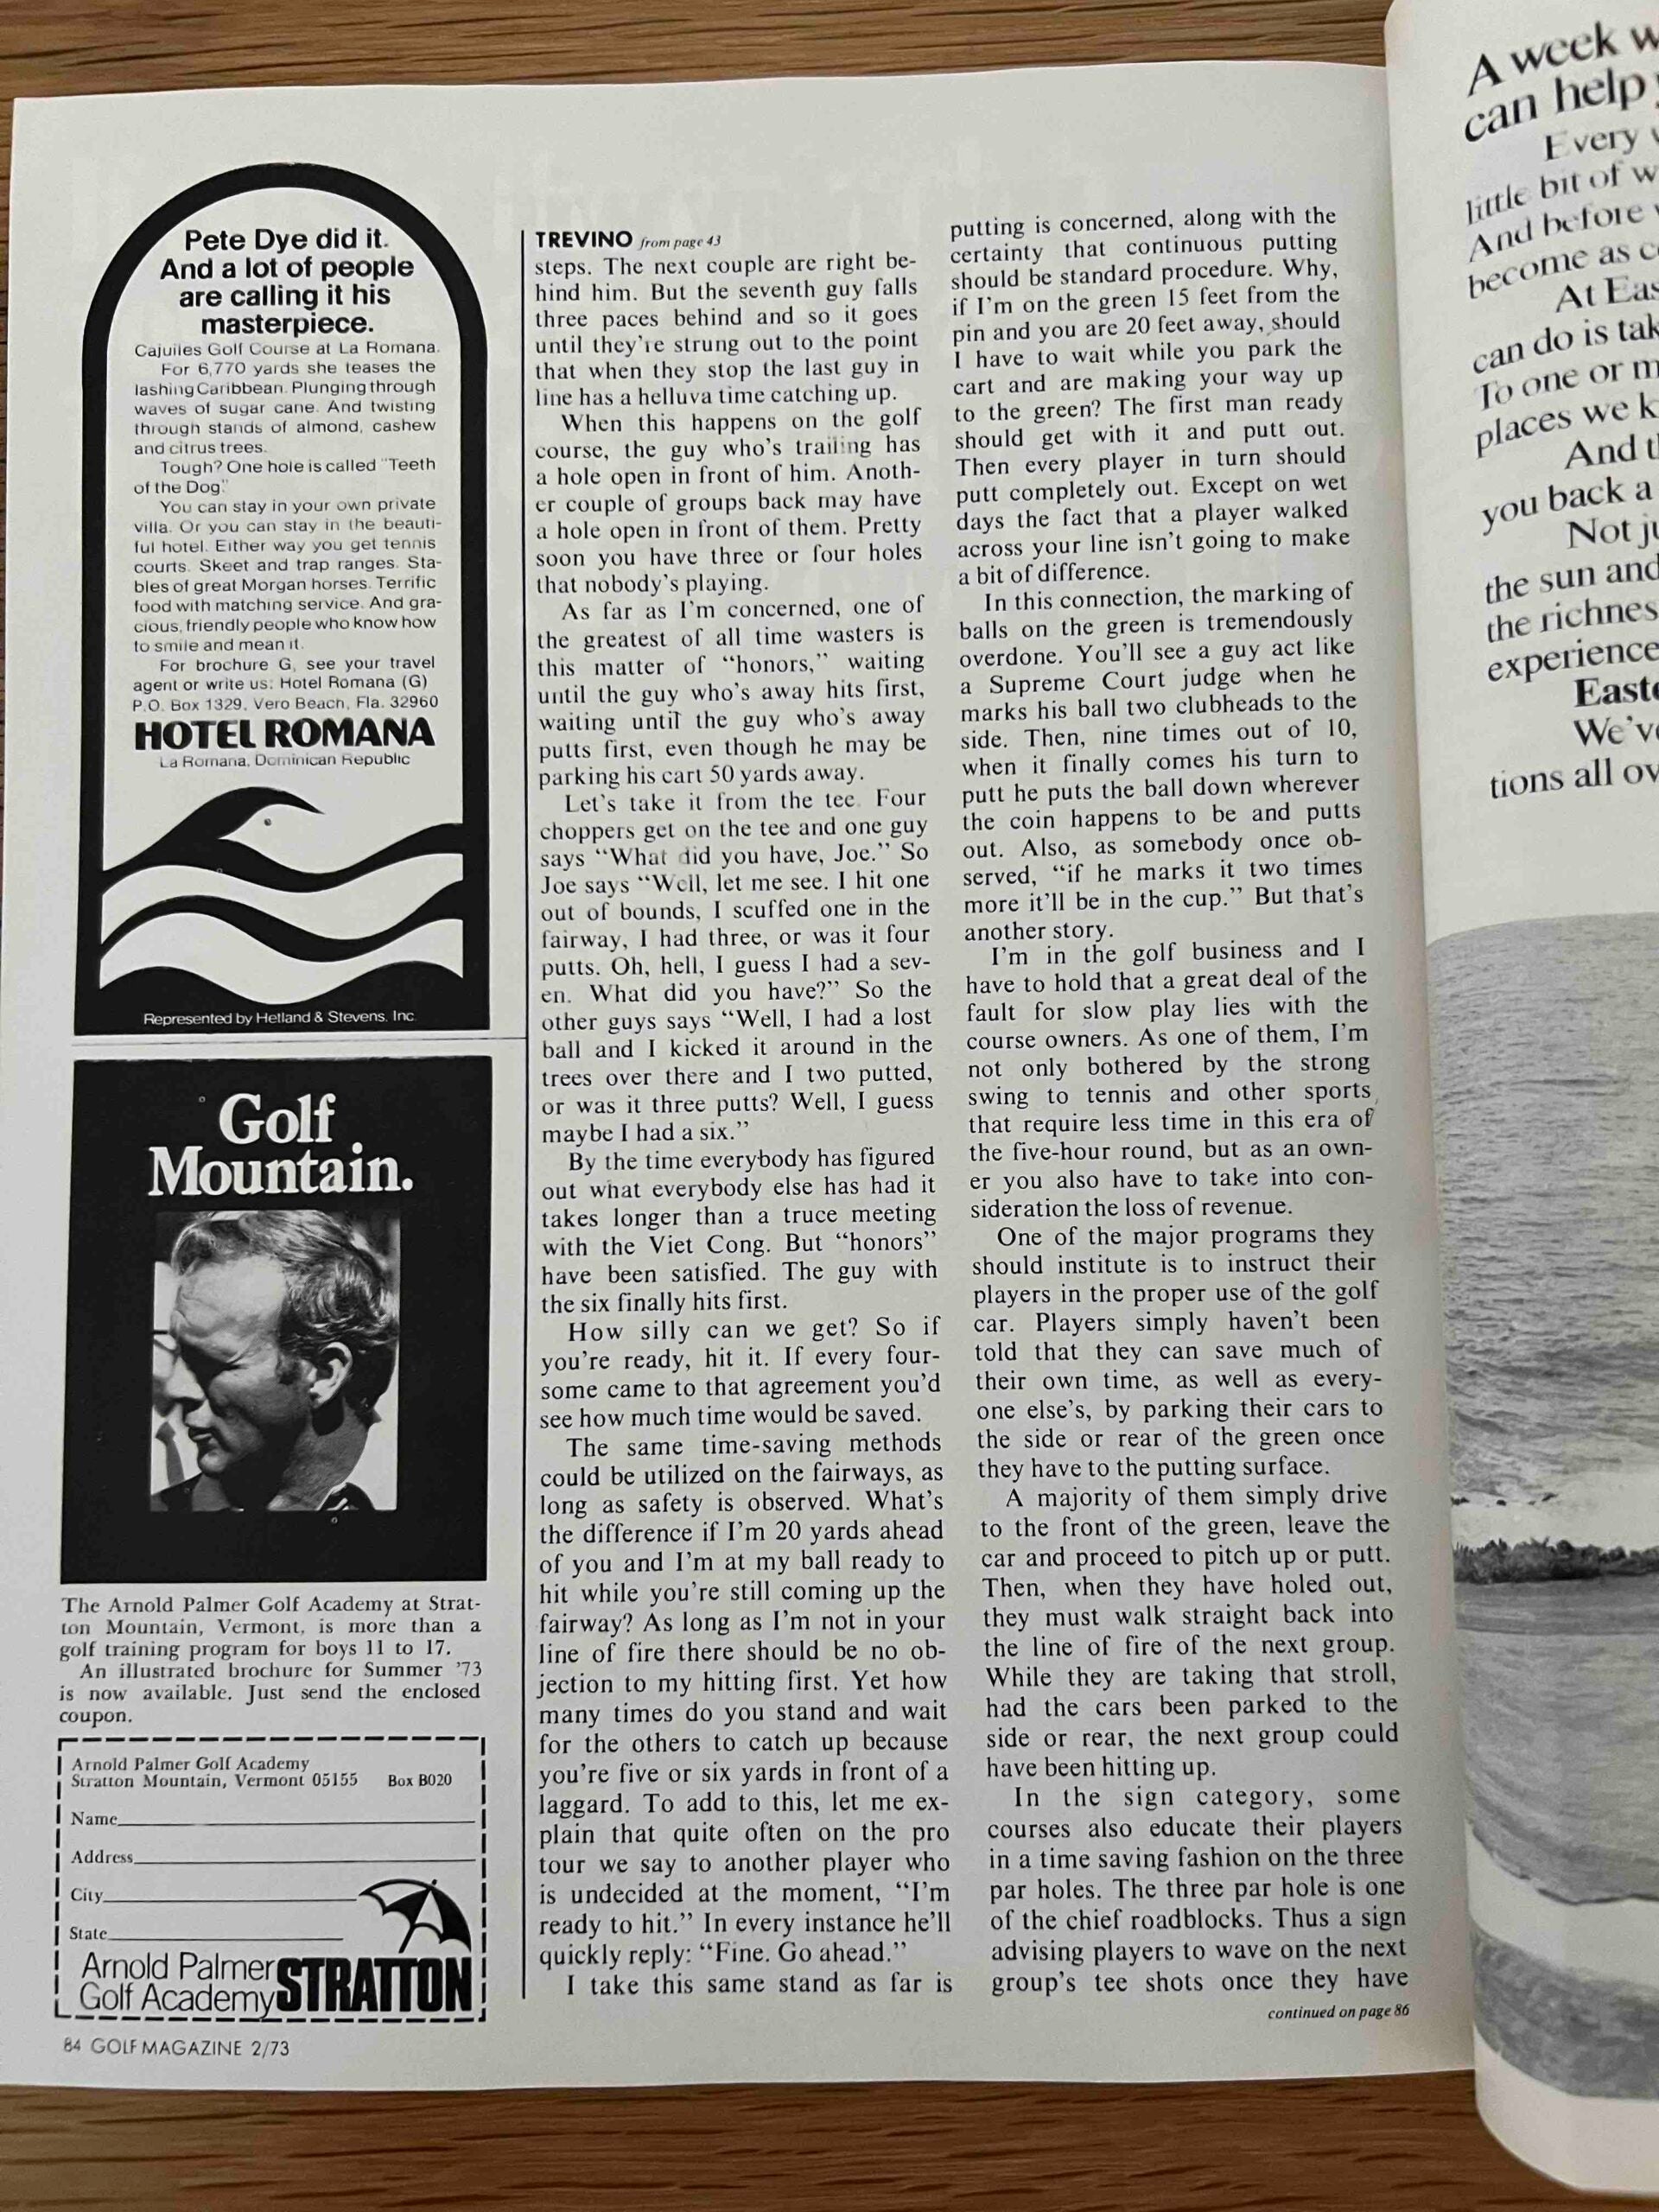 Pete Dye did it.
And a lot of people
are calling it his
masterpiece.
Cajuiles Golf Course at La Romana.
For 6,770 yards she teases the
lashing Caribbean. Plunging through
waves of sugar cane. And twisting
through stands of almond, cashew
and citrus trees.
Tough? One hole is called "Teeth
of the Dog."
You can stay in your own private
villa. Or you can stay in the beauti-
ful hotel. Either way you get tennis
courts. Skeet and trap ranges. Sta-
bles of great Morgan horses. Terrific
food with matching service. And gra-
cious, friendly people who know how
to smile and mean it.
For brochure G, see your travel
agent or write us: Hotel Romana (G)
P.O. Box 1329, Vero Beach, Fla. 32960
HOTEL ROMANA
La Romana, Dominican Republic
Represented by Hetland & Stevens, Inc.
Golf
Mountain.
The Arnold Palmer Golf Academy at Strat-
ton Mountain, Vermont, is more than a
golf training program for boys 11 to 17.
An illustrated brochure for Summer '73
is now available. Just send the enclosed
coupon.
Arnold Palmer Golf Academy
Stratton Mountain, Vermont 05155 Box B020
Name
Address
City
State
Arnold Palmer
Golf Academy STRATTON
84 GOLF MAGAZINE 2/73
TREVINO from page 43
steps. The next couple are right be-
hind him. But the seventh guy falls
three paces behind and so it goes
until they're strung out to the point
that when they stop the last guy in
line has a helluva time catching up.
When this happens on the golf
course, the guy who's trailing has
a hole open in front of him. Anoth-
er couple of groups back may have
a hole open in front of them. Pretty
soon you have three or four holes
that nobody's playing.
As far as I'm concerned, one of
the greatest of all time wasters is
this matter of "honors," waiting
until the guy who's away hits first,
waiting until the guy who's away
putts first, even though he may be
parking his cart 50 yards away.
Let's take it from the tee. Four
choppers get on the tee and one guy
says "What did you have, Joe." So
Joe says "Well, let me see. I hit one
out of bounds, I scuffed one in the
fairway, I had three, or was it four
putts. Oh, hell, I guess I had a sev-
en. What did you have?" So the
other guys says "Well, I had a lost
ball and I kicked it around in the
trees over there and I two putted,
or was it three putts? Well, I guess
maybe I had a six."
By the time everybody has figured
out what everybody else has had it
takes longer than a truce meeting
with the Viet Cong. But "honors"
have been satisfied. The guy with
the six finally hits first.
How silly can we get? So if
you're ready, hit it. If every four-
some came to that agreement you'd
see how much time would be saved.
The same time-saving methods
could be utilized on the fairways, as
long as safety is observed. What's
the difference if I'm 20 yards ahead
of you and I'm at my ball ready to
hit while you're still coming up the
fairway? As long as I'm not in your
line of fire there should be no ob-
jection to my hitting first. Yet how
many times do you stand and wait
for the others to catch up because
you're five or six yards in front of a
laggard. To add to this, let me ex-
plain that quite often on the pro
tour we say to another player who
is undecided at the moment, "I'm
ready to hit." In every instance he'll
quickly reply: "Fine. Go ahead."
I take this same stand as far is
putting is concerned, along with the
certainty that continuous putting
should be standard procedure. Why,
if I'm on the green 15 feet from the
pin and you are 20 feet away, should
I have to wait while you park the
cart and are making your way up
to the green? The first man ready
should get with it and putt out.
Then every player in turn should
putt completely out. Except on wet
days the fact that a player walked
across your line isn't going to make
a bit of difference.
In this connection, the marking of
balls on the green is tremendously
overdone. You'll see a guy act like
a Supreme Court judge when he
marks his ball two clubheads to the
side. Then, nine times out of 10,
when it finally comes his turn to
putt he puts the ball down wherever
the coin happens to be and putts
out. Also, as somebody once ob-
served, "if he marks it two times
more it'll be in the cup." But that's
another story.
I'm in the golf business and I
have to hold that a great deal of the
fault for slow play lies with the
course owners. As one of them, I'm
not only bothered by the strong
swing to tennis and other sports
that require less time in this era of
the five-hour round, but as an own-
er you also have to take into con-
sideration the loss of revenue.
One of the major programs they
should institute is to instruct their
players in the proper use of the golf
car. Players simply haven't been
told that they can save much of
their own time, as well as every-
one else's, by parking their cars to
the side or rear of the green once
they have to the putting surface.
A majority of them simply drive
to the front of the green, leave the
car and proceed to pitch up or putt.
Then, when they have holed out,
they must walk straight back into
the line of fire of the next group.
While they are taking that stroll,
had the cars been parked to the
side or rear, the next group could
have been hitting up.
In the sign category, some
courses also educate their players
in a time saving fashion on the three
par holes. The three par hole is one
of the chief roadblocks. Thus a sign
advising players to wave on the next
group's tee shots once they have
continued on page 86
A week
can help
Every
little bit of
And before
become as
At
can do is
To one or
places we
And
you back a
Not
the sun and
the
experience
We've
tions all